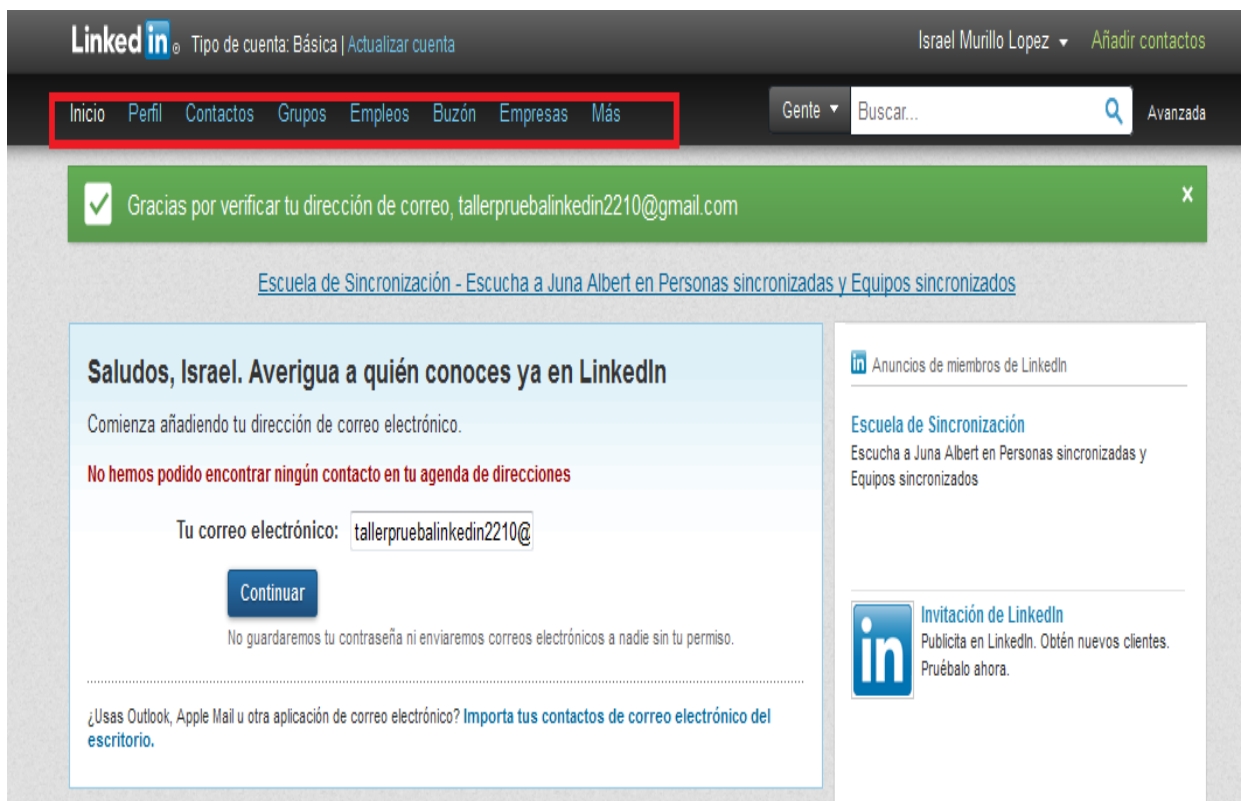 Linked in ® Tipo de cuenta: Básica | Actualizar cuenta Israel Murillo Lopez Añadir contactos
Inicio Perfil Contactos Grupos Empleos Buzón Empresas Más Gente Buscar... Avanzada
Gracias por verificar tu dirección de correo, tallerpruebalinkedin2210@gmail.com x
Escuela de Sincronización - Escucha a Juna Albert en Personas sincronizadas y Equipos sincronizados
Saludos, Israel. Averigua a quién conoces ya en LinkedIn
Comienza añadiendo tu dirección de correo electrónico.
No hemos podido encontrar ningún contacto en tu agenda de direcciones
Tu correo electrónico: tallerpruebalinkedin2210@
Continuar
No guardaremos tu contraseña ni enviaremos correos electrónicos a nadie sin tu permiso.
¿Usas Outlook, Apple Mail u otra aplicación de correo electrónico? Importa tus contactos de correo electrónico del
escritorio.
in Anuncios de miembros de LinkedIn
Escuela de Sincronización
Escucha a Juna Albert en Personas sincronizadas y
Equipos sincronizados
in
Invitación de LinkedIn
Publicita en LinkedIn. Obtén nuevos clientes.
Pruébalo ahora.